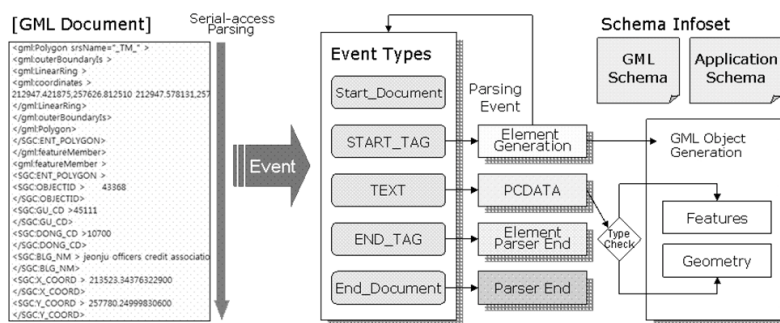 [GML Document]
Serial-access
Parsing
<gml:Polygon srsName="_TM_" >
<gml:outerBoundaryIs >
<gml:LinearRing >
<gml:coordinates >
212947.421875,257626.812510 212947.578131,257
</gml:LinearRing>
</gml:outerBoundaryIs>
</gml:Polygon>
</SGC:ENT_POLYGON>
</gml:featureMember>
<gml:featureMember >
<SGC:ENT_POLYGON >
<SGC:OBJECTID > 43368
</SGC:OBJECTID>
<SGC:GU_CD >45111
</SGC:GU_CD>
<SGC:DONG_CD >10700
</SGC:DONG_CD>
<SGC:BLG_NM > jeonju officers credit associatio
</SGC:BLG_NM>
<SGC:X_COORD > 213523.34376322900
</SGC:X_COORD>
<SGC:Y_COORD > 257780.24999830600
</SGC:Y_COORD>
Event
Event Types
Start_Document
START_TAG
TEXT
END_TAG
End_Document
Parsing
Event
Element
Generation
PCDATA
Element
Parser End
Parser End
Type
Check
Schema Infoset
GML
Schema
Application
Schema
GML Object
Generation
Features
Geometry